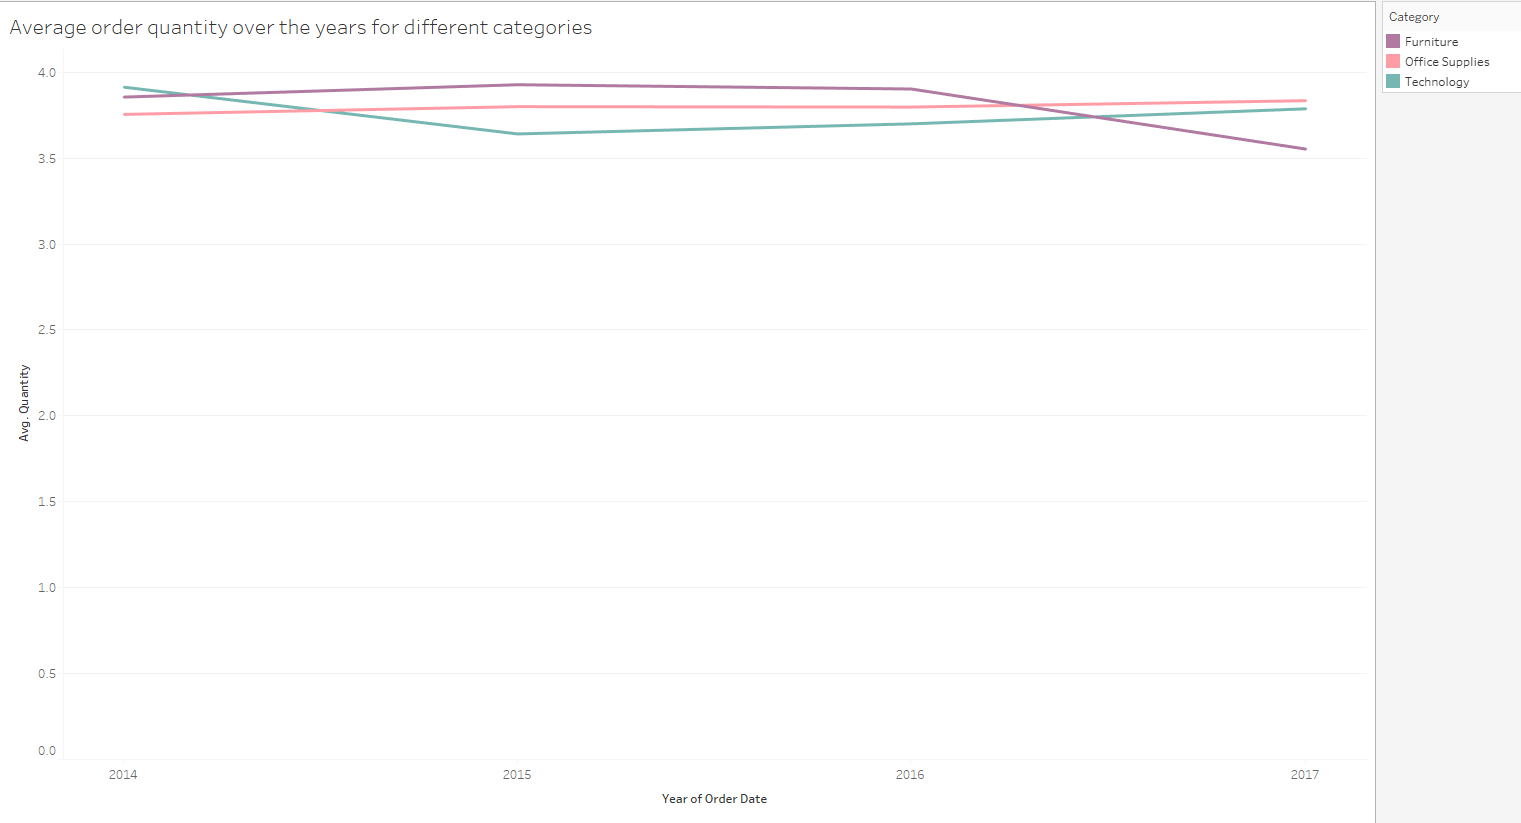 Average order quantity over the years for different categories
Category
Furniture
Office Supplies
Technology
4.0
3.5
3.0
2.5
2.0
1.5
1.0
0.5
0.0
Avg. Quantity
2014
2015
2016
2017
Year of Order Date